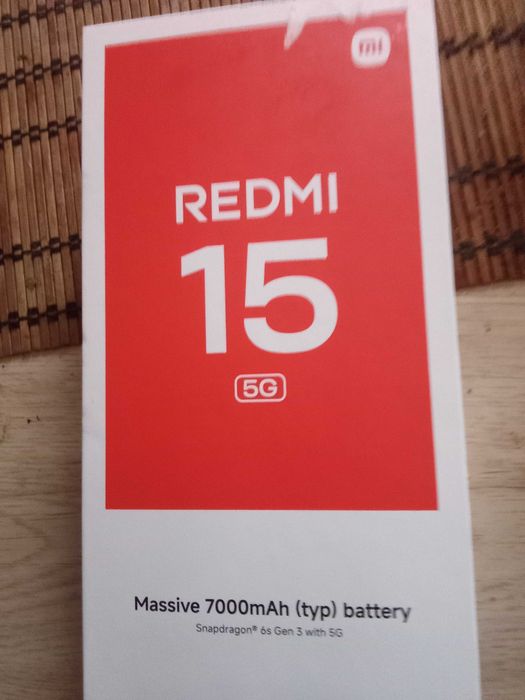 mi
REDMI
15
5G
Massive 7000mAh (typ) battery
Snapdragon® 6s Gen 3 with 5G